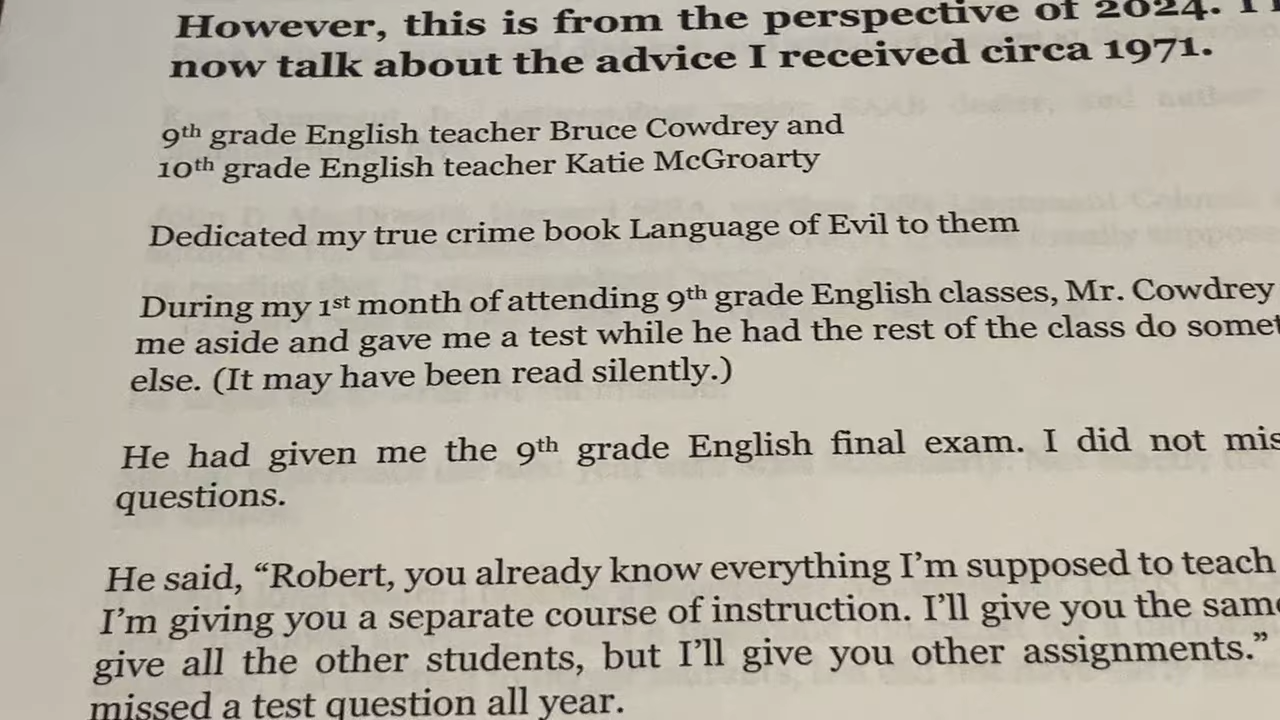 However, this is from the perspective of 2024.
now talk about the advice I received circa 1971.
9th grade English teacher Bruce Cowdrey and
10th grade English teacher Katie McGroarty
Dedicated my true crime book Language of Evil to them
During my 1st month of attending 9th grade English classes, Mr. Cowdrey
me aside and gave me a test while he had the rest of the class do
else. (It may have been read silently.)
He had given me the 9th grade English final exam. I did not
questions.
He said, “Robert, you already know everything I’m supposed to teach
I’m giving you a separate course of instruction. I’ll give you the
give all the other students, but I’ll give you other assignments.”
missed a test question all year.